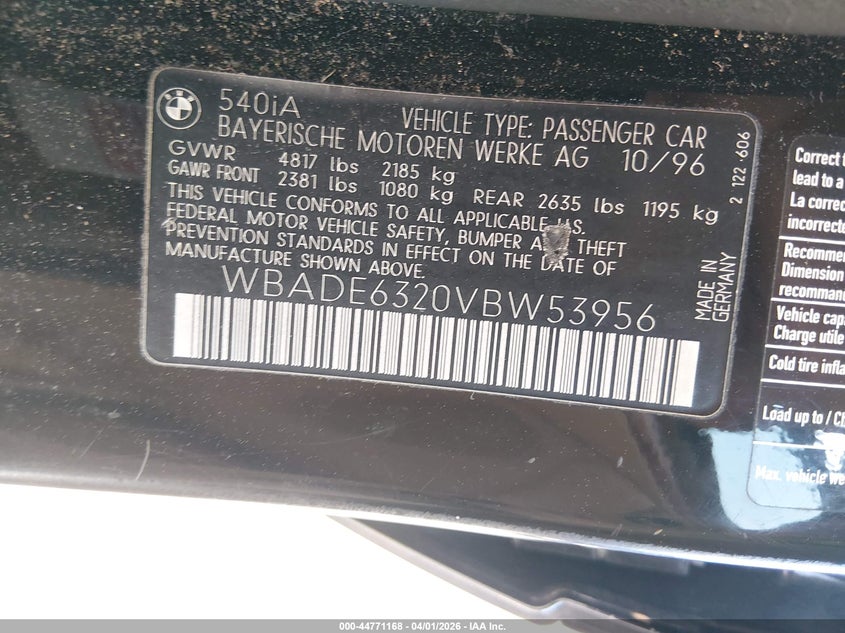 540iA
VEHICLE TYPE: PASSENGER CAR
BAYERISCHE MOTOREN WERKE AG 10/96
GVWR 4817 lbs 2185 kg
GAWR FRONT 2381 lbs 1080 kg REAR 2635 lbs 1195 kg
THIS VEHICLE CONFORMS TO ALL APPLICABLE U.S.
FEDERAL MOTOR VEHICLE SAFETY, BUMPER AND THEFT
PREVENTION STANDARDS IN EFFECT ON THE DATE OF
MANUFACTURE SHOWN ABOVE.
WBADE6320VBW53956
MADE IN
GERMANY
2 122 606
Correct
lead to a
La correc
incorrecte
Recomme
Dimension
recomman
Vehicle cap
Charge utile
Cold tire infla
Load up to / C
Max. vehicle we
000-44771168 - 04/01/2026 - IAA Inc.